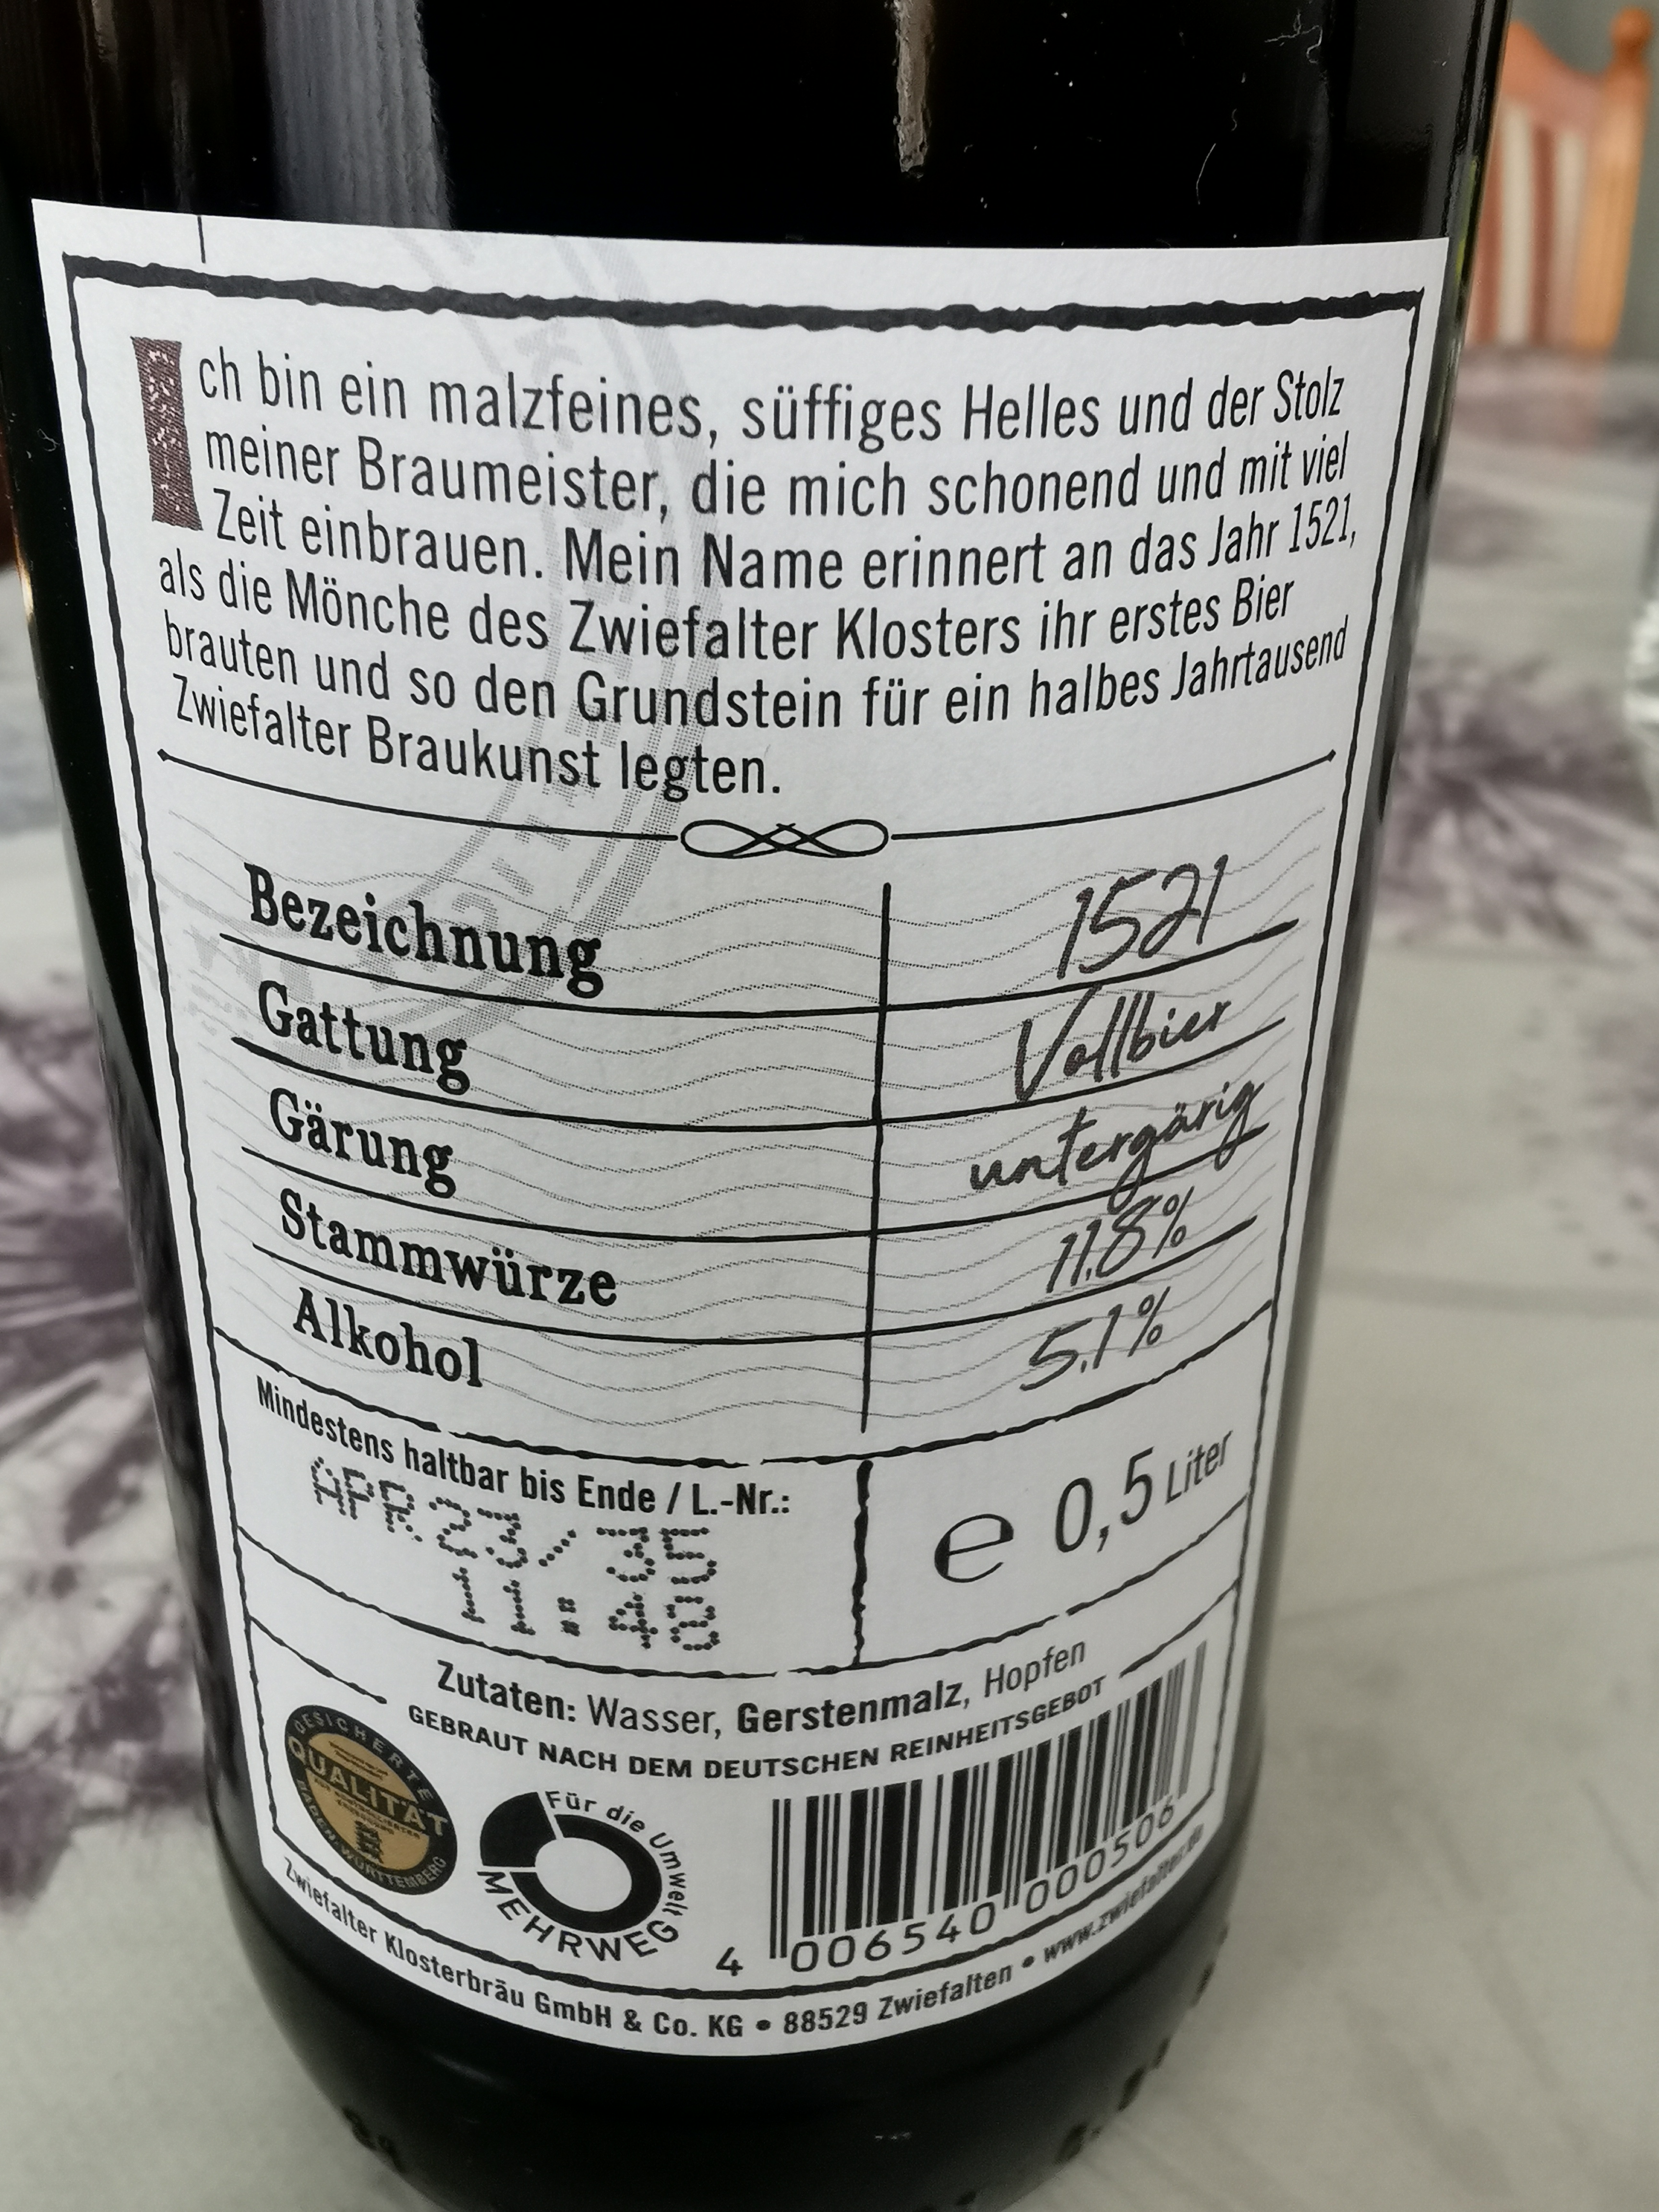 Ich bin ein malzfeines, süffiges Helles und der Stolz
meiner Braumeister, die mich schonend und mit viel
Zeit einbrauen. Mein Name erinnert an das Jahr 1521,
als die Mönche des Zwiefalter Klosters ihr erstes Bier
brauten und so den Grundstein für ein halbes Jahrtausend
Zwiefalter Braukunst legten.
Bezeichnung 1521
Gattung Vollbier
Gärung untergärig
Stammwürze 11.8%
Alkohol 5.1%
Mindestens haltbar bis Ende / L.-Nr.:
APR23/35
11:48
e 0,5 Liter
Zutaten: Wasser, Gerstenmalz, Hopfen
GEBRAUT NACH DEM DEUTSCHEN REINHEITSGEBOT
GESICHERTE
QUALITÄT
BADEN-WÜRTTEMBERG
Für die Umwelt
MEHRWEG
4 006540 000506
Zwiefalter Klosterbräu GmbH & Co. KG • 88529 Zwiefalten • www.zwiefalter.de